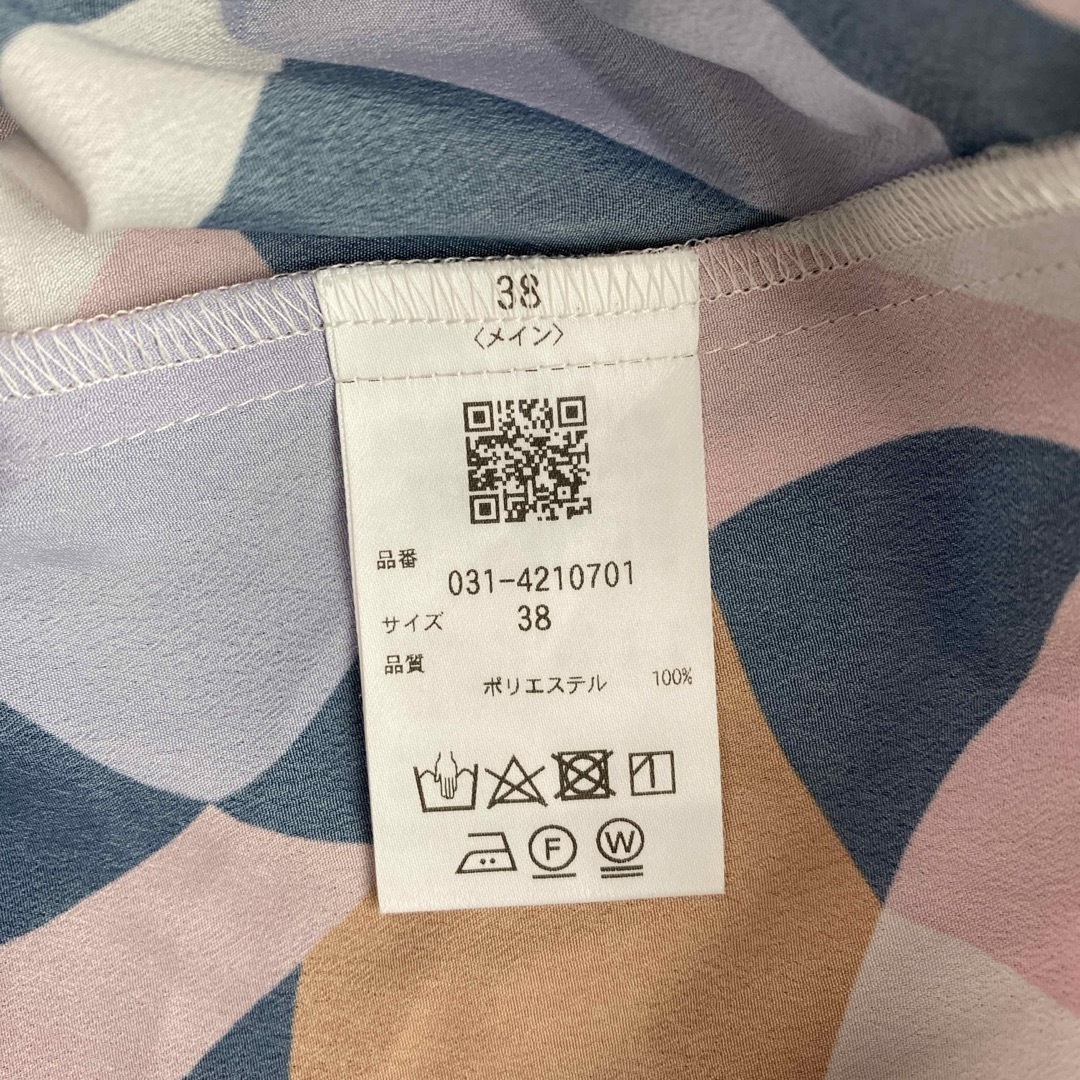 38
〈メイン〉
品番
031-4210701
サイズ 38
品質
ポリエステル 100%
F W